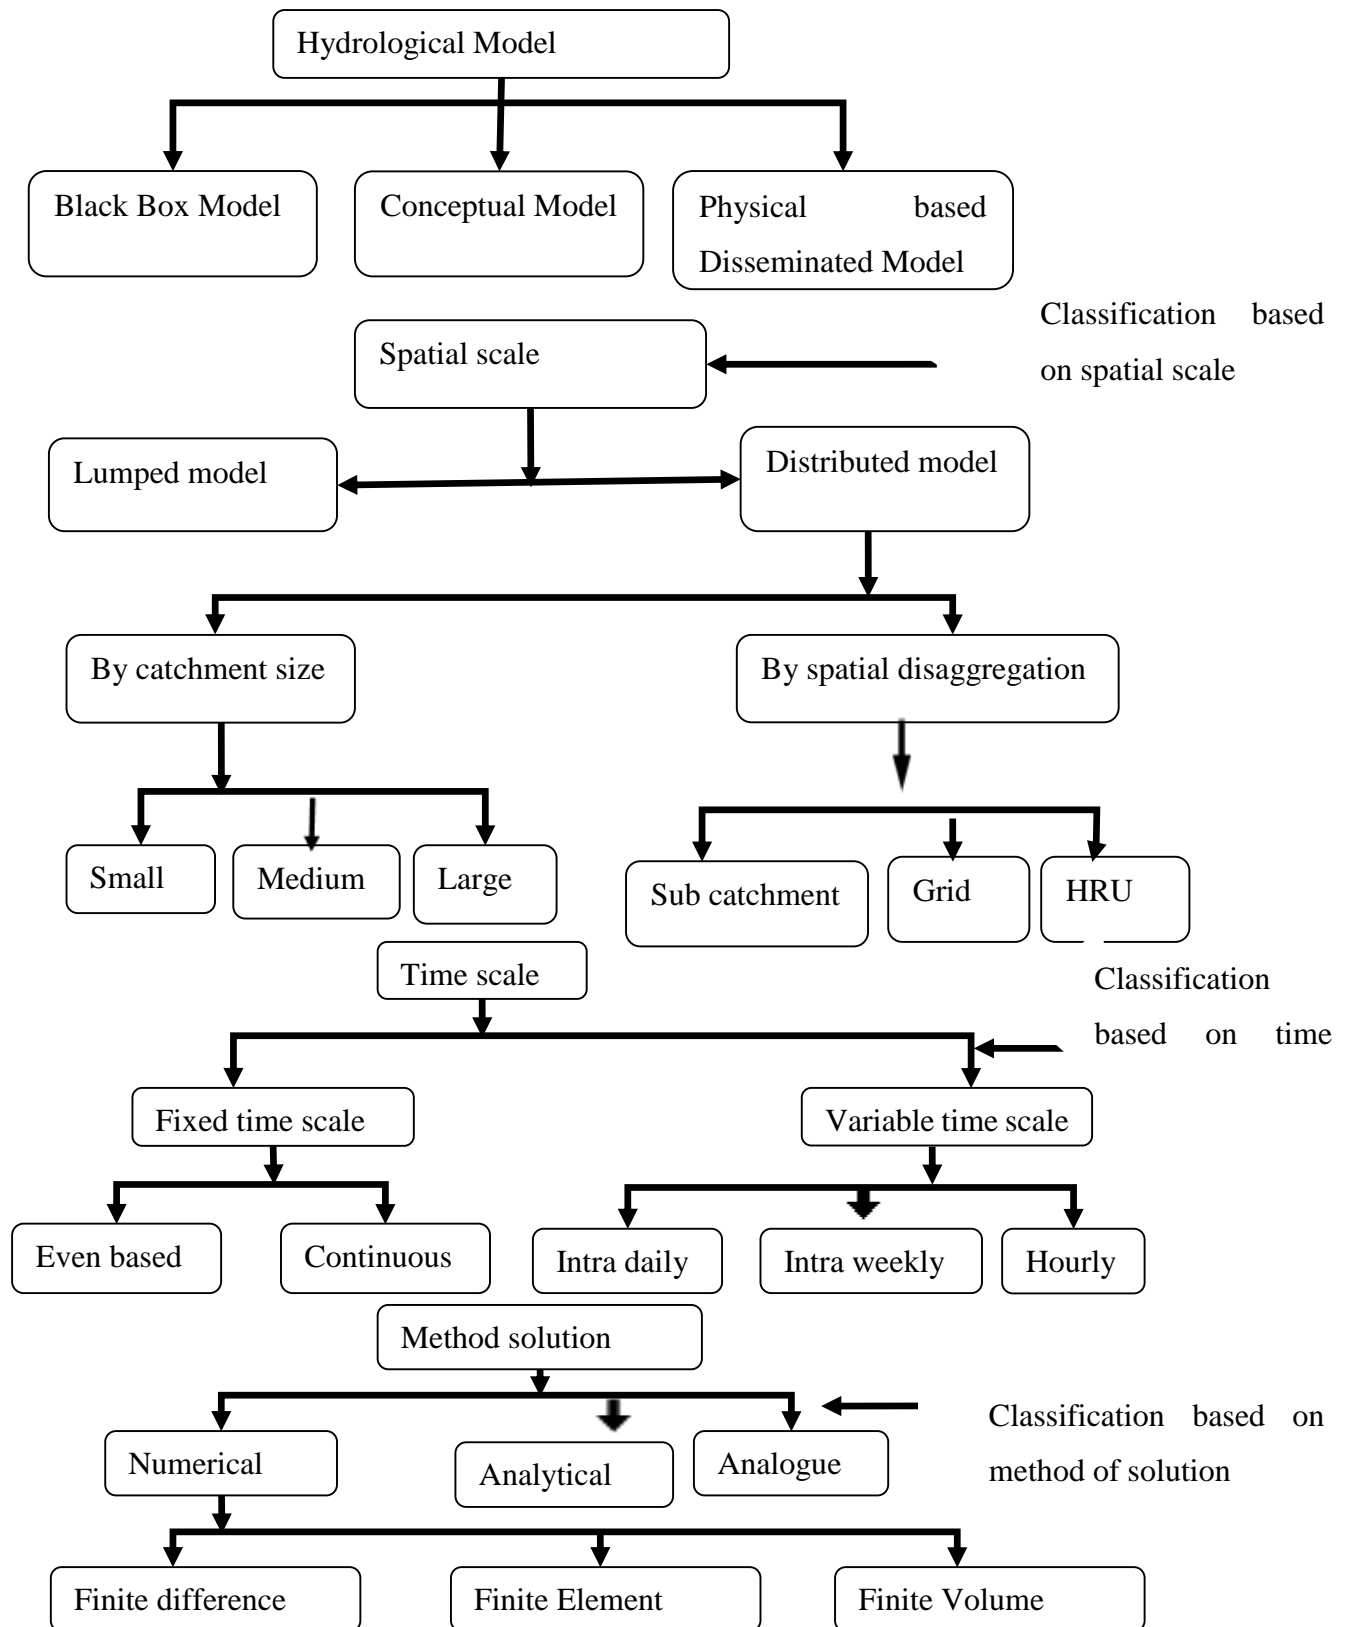 Hydrological Model
Black Box Model
Conceptual Model
Physical based
Disseminated Model
Classification based
on spatial scale
Spatial scale
Lumped model
Distributed model
By catchment size
By spatial disaggregation
Small
Medium
Large
Sub catchment
Grid
HRU
Time scale
Classification
based on time
Fixed time scale
Variable time scale
Even based
Continuous
Intra daily
Intra weekly
Hourly
Method solution
Classification based on
method of solution
Numerical
Analytical
Analogue
Finite difference
Finite Element
Finite Volume